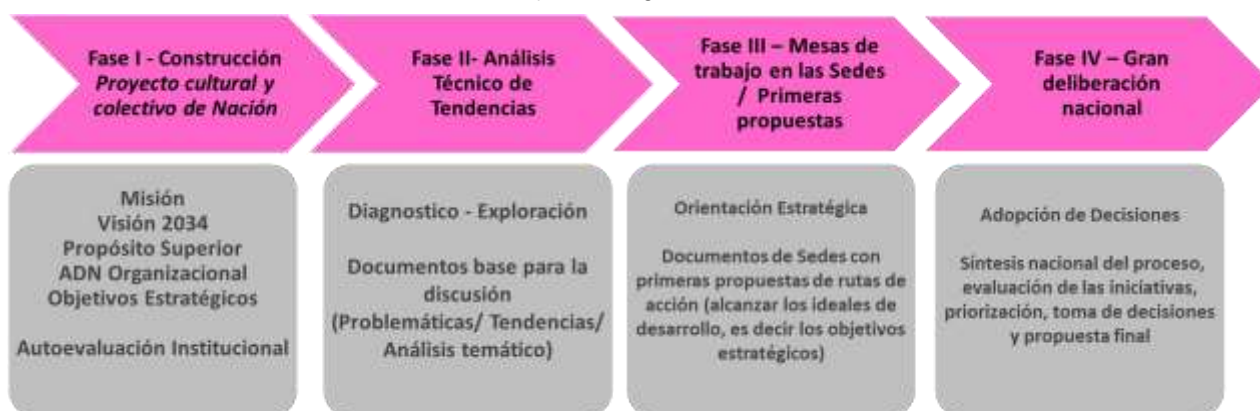 Fase I - Construcción
Proyecto cultural y
colectivo de Nación
Fase II- Análisis
Técnico de
Tendencias
Fase III – Mesas de
trabajo en las Sedes
/ Primeras
propuestas
Fase IV – Gran
deliberación
nacional
Misión
Visión 2034
Propósito Superior
ADN Organizacional
Objetivos Estratégicos
Autoevaluación Institucional
Diagnostico - Exploración
Documentos base para la
discusión
(Problemáticas/ Tendencias/
Análisis temático)
Orientación Estratégica
Documentos de Sedes con
primeras propuestas de rutas de
acción (alcanzar los ideales de
desarrollo, es decir los objetivos
estratégicos)
Adopción de Decisiones
Síntesis nacional del proceso,
evaluación de las iniciativas,
priorización, toma de decisiones
y propuesta final